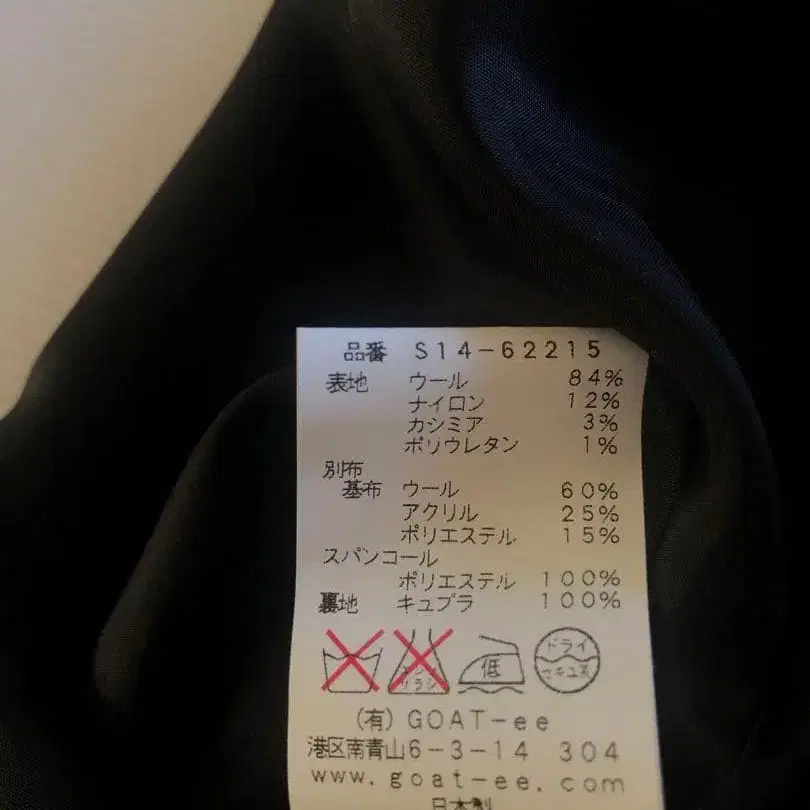 品番 S14-62215
表地 ウール 84%
ナイロン 12%
カシミア 3%
ポリウレタン 1%
別布
基布 ウール 60%
アクリル 25%
ポリエステル 15%
スパンコール
ポリエステル 100%
裏地 キュプラ 100%
サラシ 低 ドライ セキユ系
(有) GOAT-ee
港区南青山6-3-14 304
www.goat-ee.com
日本製